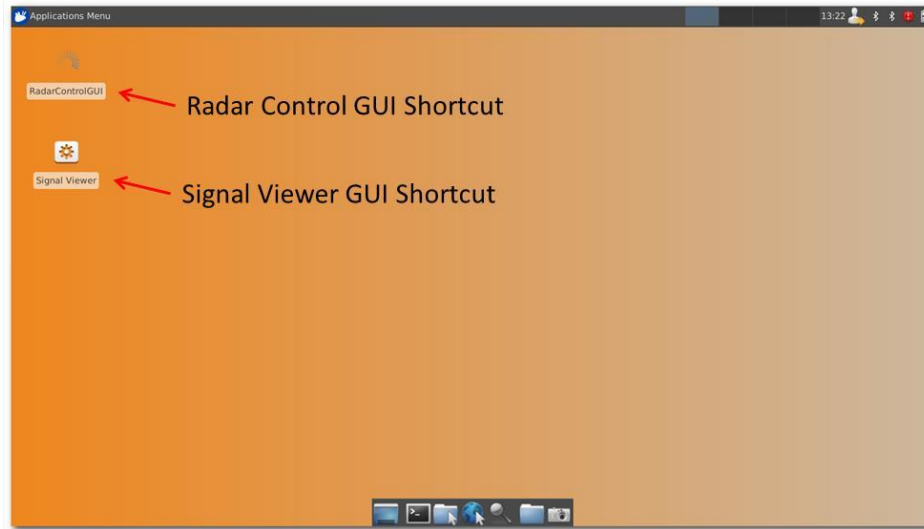 Applications Menu
13:22
RadarControlGUI
Radar Control GUI Shortcut
Signal Viewer
Signal Viewer GUI Shortcut